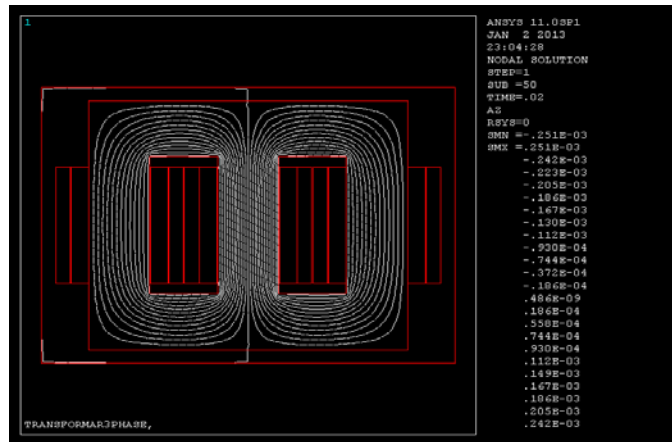 1
ANSYS 11.0SP1
JAN 2 2013
23:04:28
NODAL SOLUTION
STEP=1
SUB =50
TIME=.02
AZ
RSYS=0
SMN =-.251E-03
SMX =.251E-03
-.242E-03
-.223E-03
-.205E-03
-.186E-03
-.167E-03
-.130E-03
-.112E-03
-.930E-04
-.744E-04
-.372E-04
-.186E-04
.486E-09
.186E-04
.558E-04
.744E-04
.930E-04
.112E-03
.149E-03
.167E-03
.186E-03
.205E-03
.242E-03
TRANSFORMAR3PHASE,